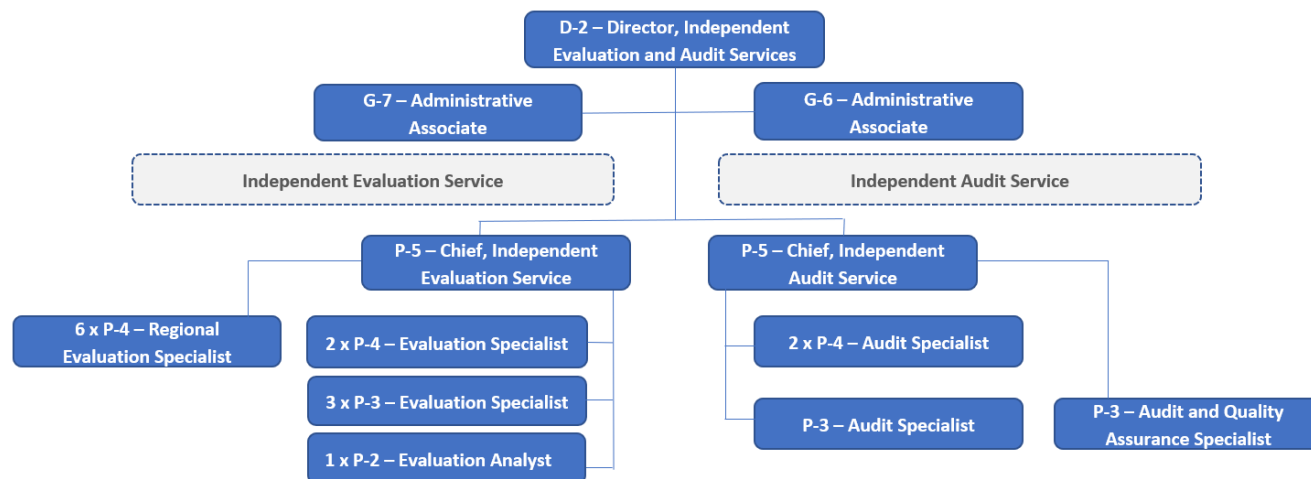 D-2 – Director, Independent
Evaluation and Audit Services
G-7 – Administrative
Associate
G-6 – Administrative
Associate
Independent Evaluation Service
Independent Audit Service
P-5 – Chief, Independent
Evaluation Service
P-5 – Chief, Independent
Audit Service
6 x P-4 – Regional
Evaluation Specialist
2 x P-4 – Evaluation Specialist
3 x P-3 – Evaluation Specialist
1 x P-2 – Evaluation Analyst
2 x P-4 – Audit Specialist
P-3 – Audit Specialist
P-3 – Audit and Quality
Assurance Specialist